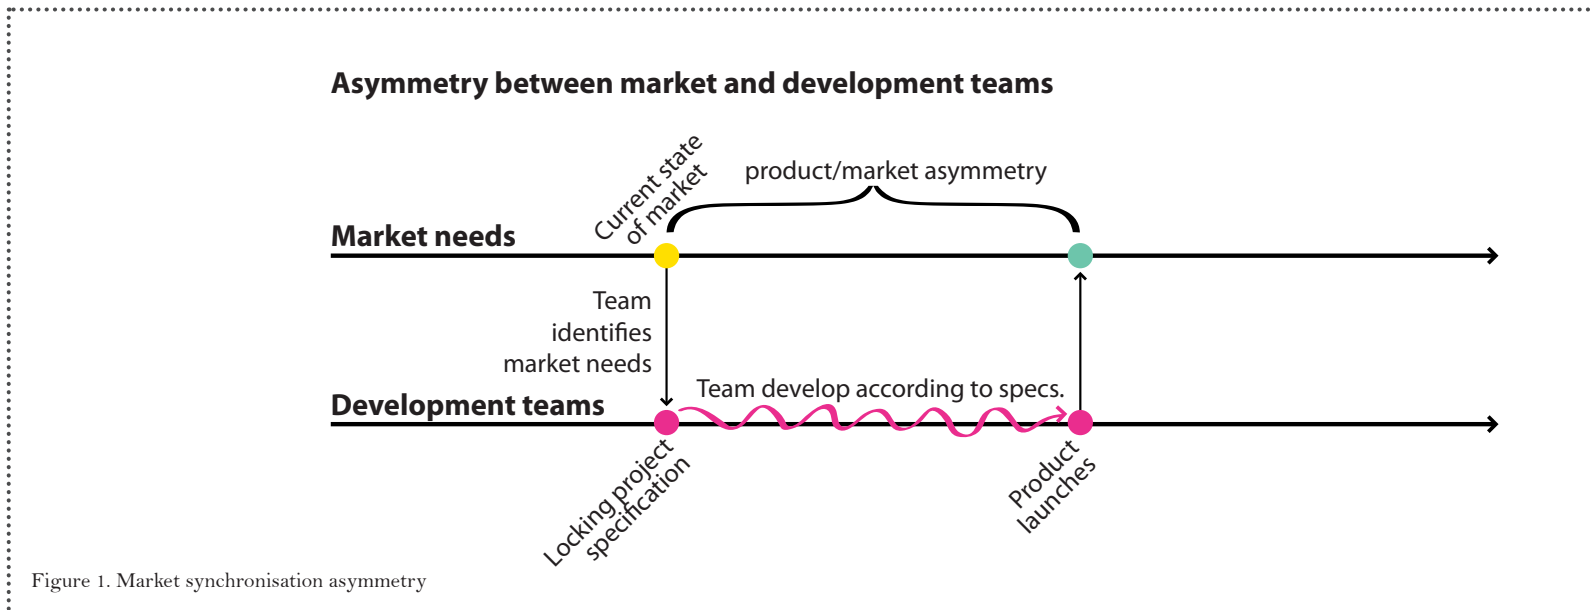 Asymmetry between market and development teams
Current state
of market
product/market asymmetry
Market needs
Team
identifies
market needs
Team develop according to specs.
Development teams
Locking project
specification
Product
launches
Figure 1. Market synchronisation asymmetry